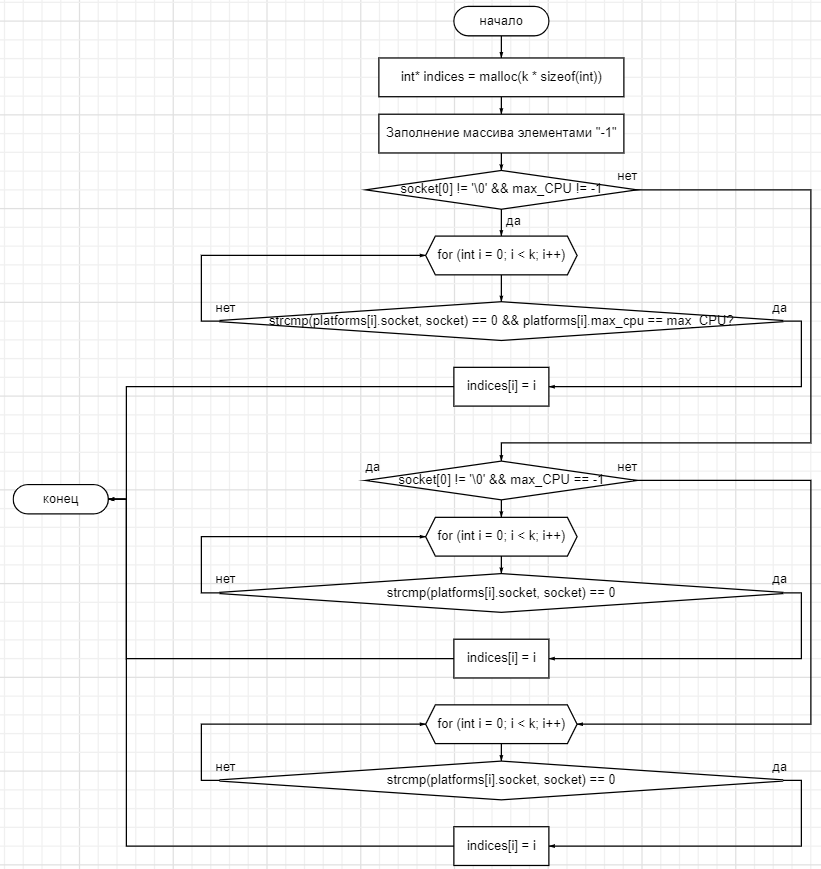 начало
int* indices = malloc(k * sizeof(int))
Заполнение массива элементами "-1"
нет
socket[0] != '\0' && max_CPU != -1
да
for (int i = 0; i < k; i++)
нет
да
strcmp(platforms[i].socket, socket) == 0 && platforms[i].max_cpu == max_CPU?
indices[i] = i
да
нет
socket[0] != '\0' && max_CPU == -1
конец
for (int i = 0; i < k; i++)
нет
да
strcmp(platforms[i].socket, socket) == 0
indices[i] = i
for (int i = 0; i < k; i++)
нет
да
strcmp(platforms[i].socket, socket) == 0
indices[i] = i